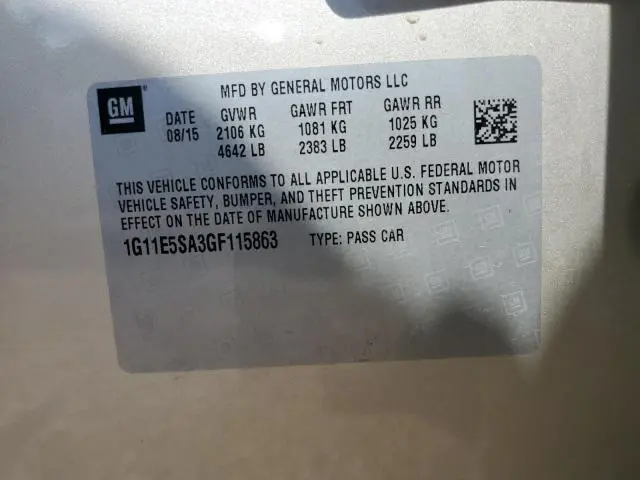 MFD BY GENERAL MOTORS LLC
GM
DATE GVWR GAWR FRT GAWR RR
08/15 2106 KG 1081 KG 1025 KG
4642 LB 2383 LB 2259 LB
THIS VEHICLE CONFORMS TO ALL APPLICABLE U.S. FEDERAL MOTOR
VEHICLE SAFETY, BUMPER, AND THEFT PREVENTION STANDARDS IN
EFFECT ON THE DATE OF MANUFACTURE SHOWN ABOVE.
1G11E5SA3GF115863 TYPE: PASS CAR